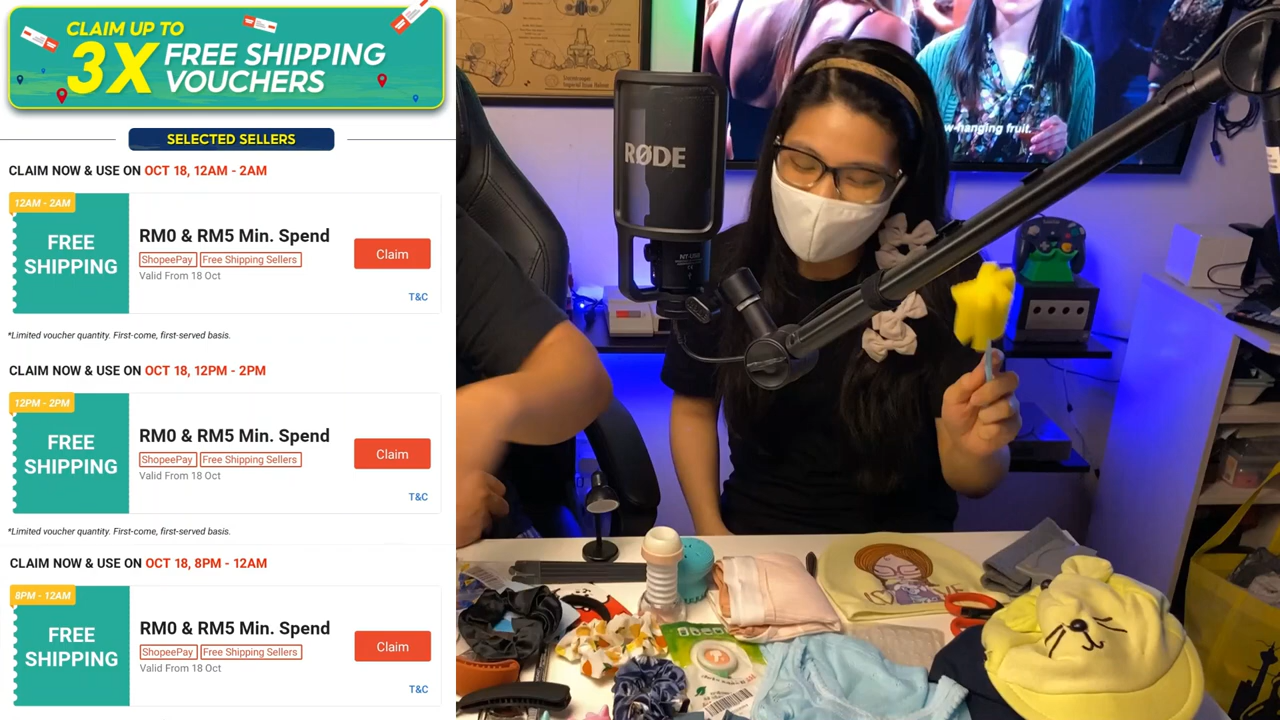 CLAIM UP TO
3X FREE SHIPPING
VOUCHERS
SELECTED SELLERS
CLAIM NOW & USE ON OCT 18, 12AM - 2AM
12AM - 2AM
FREE
SHIPPING
RM0 & RM5 Min. Spend
ShopeePay Free Shipping Sellers
Valid From 18 Oct
Claim
T&C
*Limited voucher quantity. First-come, first-served basis.
CLAIM NOW & USE ON OCT 18, 12PM - 2PM
12PM - 2PM
FREE
SHIPPING
RM0 & RM5 Min. Spend
ShopeePay Free Shipping Sellers
Valid From 18 Oct
Claim
T&C
*Limited voucher quantity. First-come, first-served basis.
CLAIM NOW & USE ON OCT 18, 8PM - 12AM
8PM - 12AM
FREE
SHIPPING
RM0 & RM5 Min. Spend
ShopeePay Free Shipping Sellers
Valid From 18 Oct
Claim
T&C
RØDE
hanging fruit.